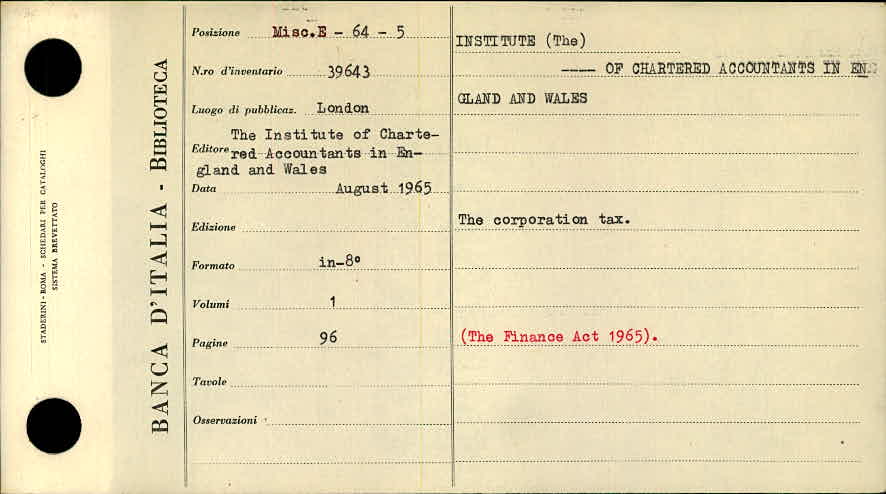 STADERINI-ROMA - SCHEDARI PER CATALOGHI
SISTEMA BREVETTATO
BANCA D'ITALIA - BIBLIOTECA
Posizione Misc.E - 64 - 5
N.ro d'inventario 39643
Luogo di pubblicaz. London
The Institute of Charte-
Editore red Accountants in En-
gland and Wales
Data August 1965
Edizione
Formato in-8°
Volumi 1
Pagine 96
Tavole
Osservazioni
INSTITUTE (The)
---- OF CHARTERED ACCOUNTANTS IN ENG
GLAND AND WALES
The corporation tax.
(The Finance Act 1965).